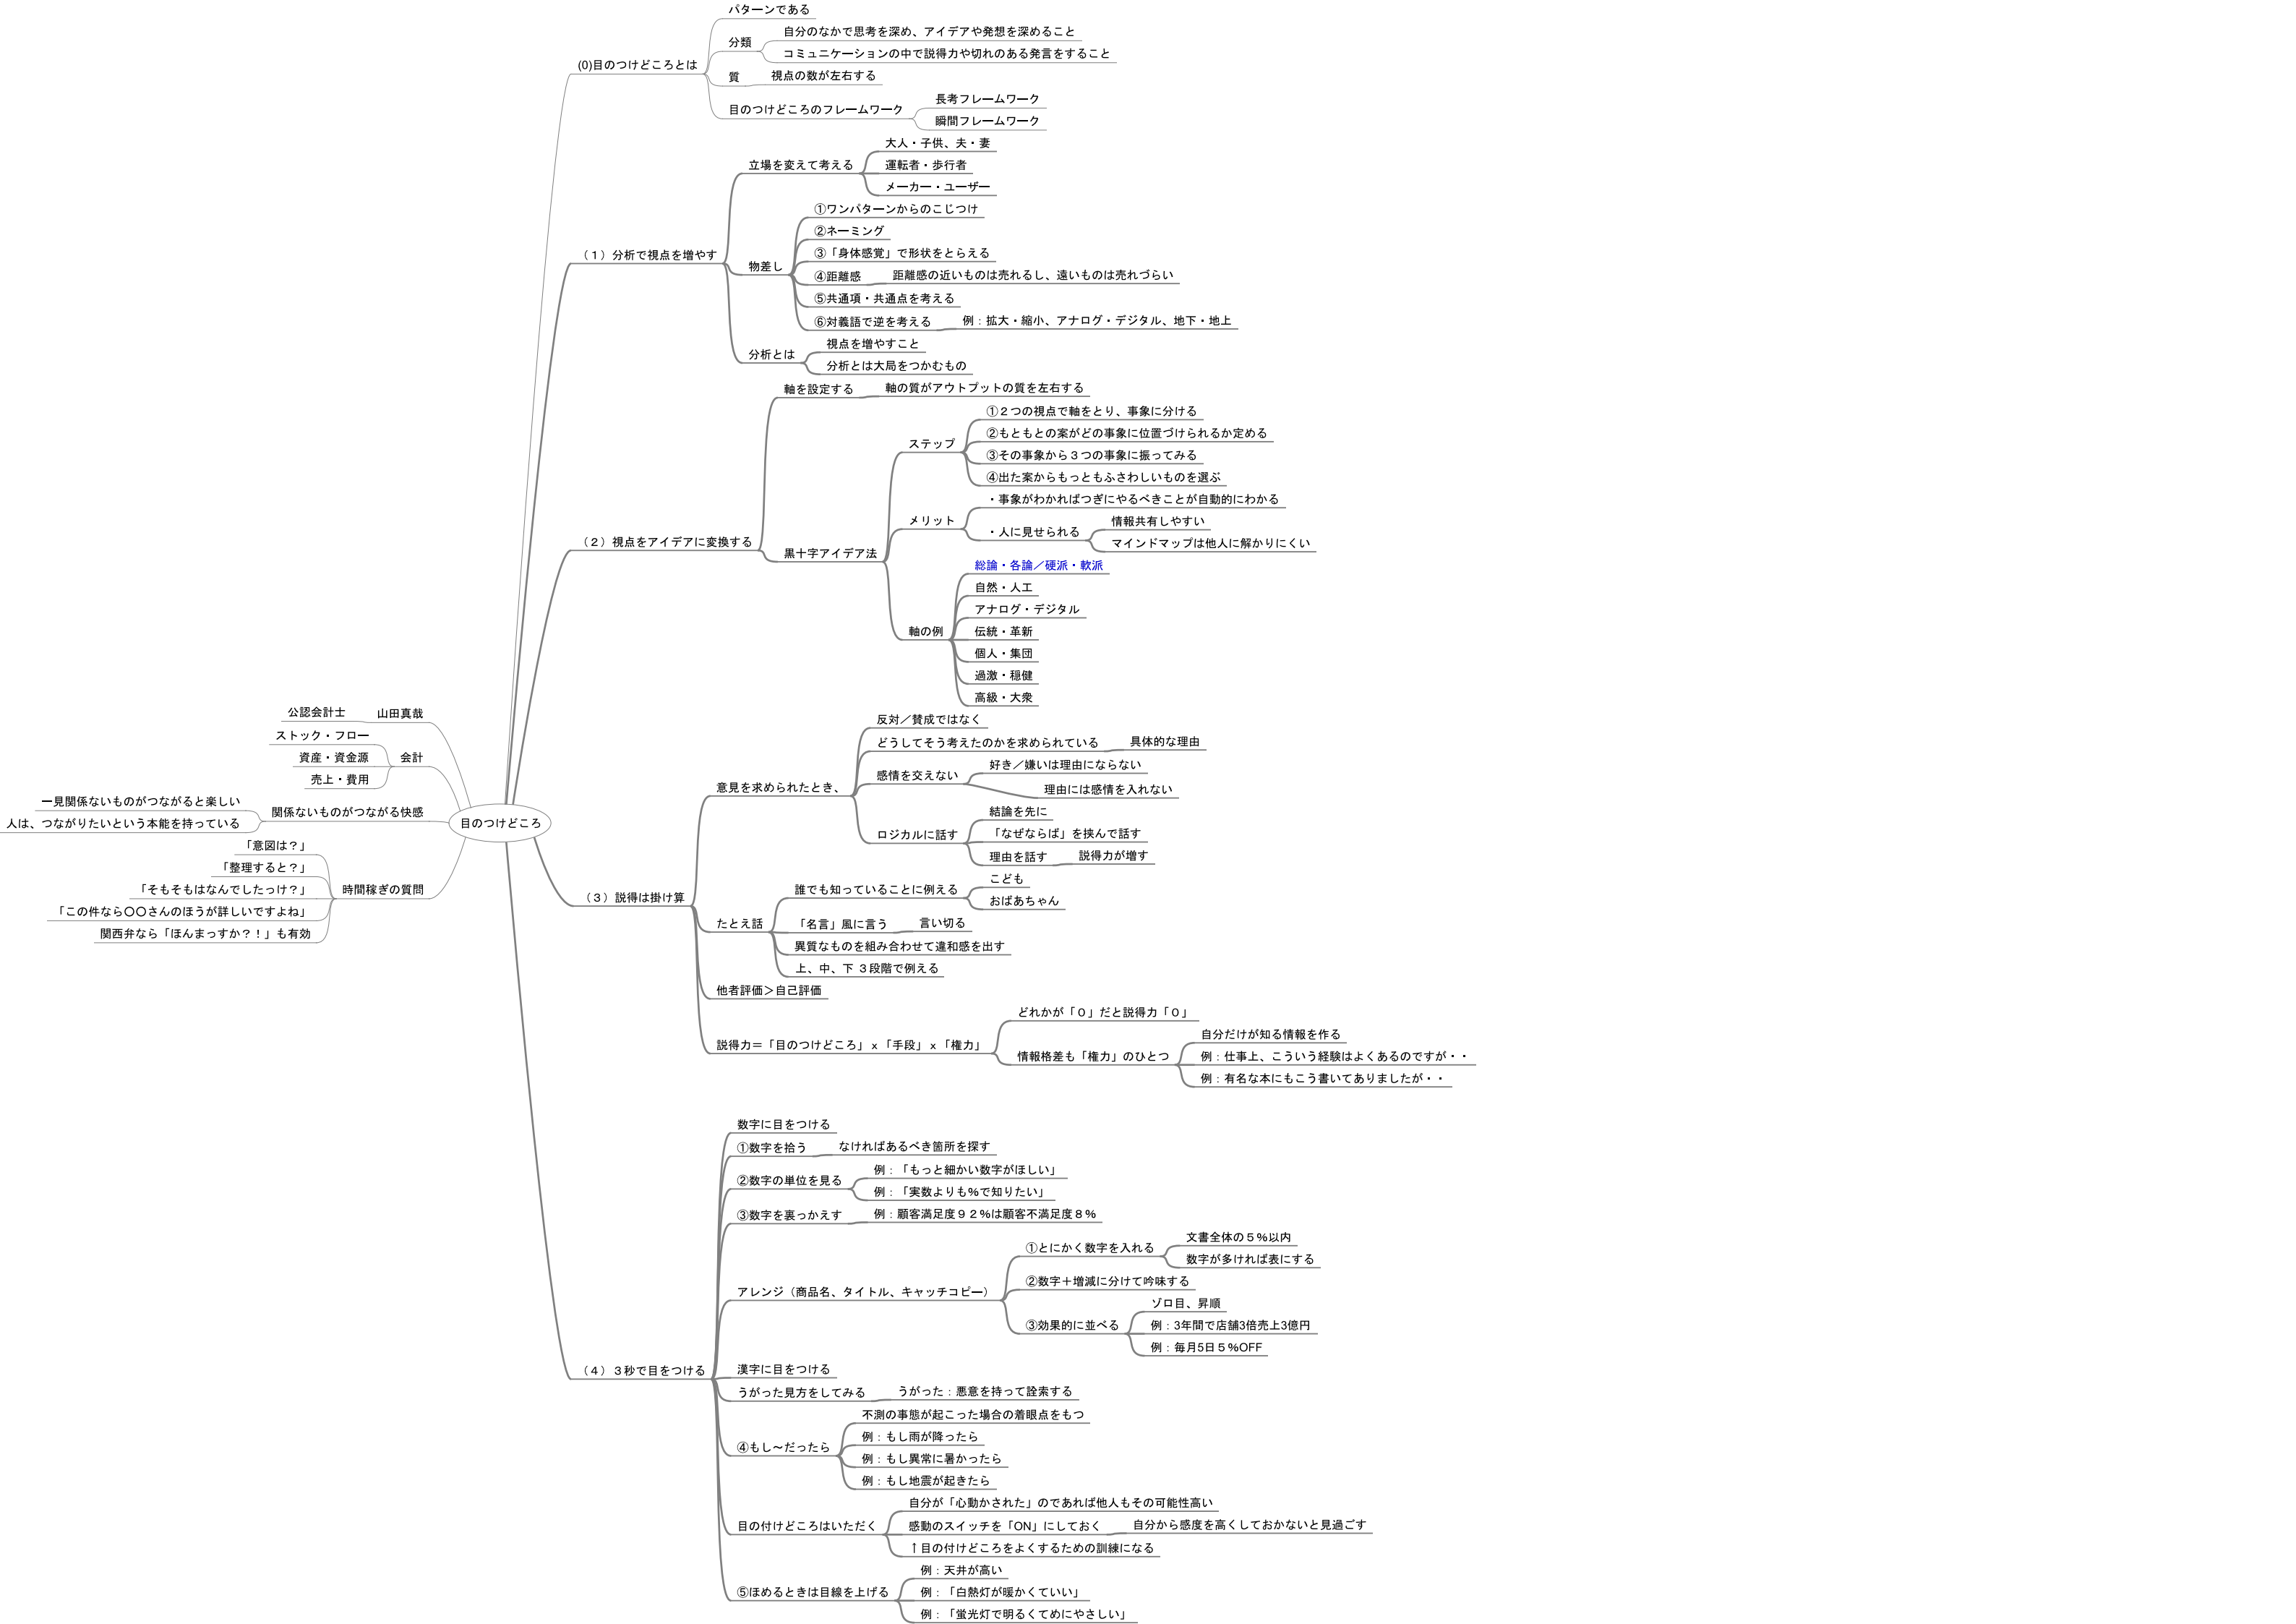 目のつけどころ
(0)目のつけどころとは
パターンである
分類
自分のなかで思考を深め、アイデアや発想を深めること
コミュニケーションの中で説得力や切れのある発言をすること
質
視点の数が左右する
目のつけどころのフレームワーク
長考フレームワーク
瞬間フレームワーク
（１）分析で視点を増やす
立場を変えて考える
大人・子供、夫・妻
運転者・歩行者
メーカー・ユーザー
物差し
①ワンパターンからのこじつけ
②ネーミング
③「身体感覚」で形状をとらえる
④距離感
距離感の近いものは売れるし、遠いものは売れづらい
⑤共通項・共通点を考える
⑥対義語で逆を考える
例：拡大・縮小、アナログ・デジタル、地下・地上
分析とは
視点を増やすこと
分析とは大局をつかむもの
（２）視点をアイデアに変換する
軸を設定する
軸の質がアウトプットの質を左右する
黒十字アイデア法
ステップ
①２つの視点で軸をとり、事象に分ける
②もともとの案がどの事象に位置づけられるか定める
③その事象から３つの事象に振ってみる
④出た案からもっともふさわしいものを選ぶ
メリット
・事象がわかればつぎにやるべきことが自動的にわかる
・人に見せられる
情報共有しやすい
マインドマップは他人に解かりにくい
軸の例
総論・各論／硬派・軟派
自然・人工
アナログ・デジタル
伝統・革新
個人・集団
過激・穏健
高級・大衆
（３）説得は掛け算
意見を求められたとき、
反対／賛成ではなく
どうしてそう考えたのかを求められている
具体的な理由
感情を交えない
好き／嫌いは理由にならない
理由には感情を入れない
ロジカルに話す
結論を先に
「なぜならば」を挟んで話す
理由を話す
説得力が増す
たとえ話
誰でも知っていることに例える
こども
おばあちゃん
「名言」風に言う
言い切る
異質なものを組み合わせて違和感を出す
上、中、下 ３段階で例える
他者評価＞自己評価
説得力＝「目のつけどころ」ｘ「手段」ｘ「権力」
どれかが「０」だと説得力「０」
情報格差も「権力」のひとつ
自分だけが知る情報を作る
例：仕事上、こういう経験はよくあるのですが・・
例：有名な本にもこう書いてありましたが・・
（４）３秒で目をつける
数字に目をつける
①数字を拾う
なければあるべき箇所を探す
②数字の単位を見る
例：「もっと細かい数字がほしい」
例：「実数よりも％で知りたい」
③数字を裏っかえす
例：顧客満足度９２％は顧客不満足度８％
アレンジ（商品名、タイトル、キャッチコピー）
①とにかく数字を入れる
文書全体の５％以内
数字が多ければ表にする
②数字＋増減に分けて吟味する
③効果的に並べる
ゾロ目、昇順
例：3年間で店舗3倍売上3億円
例：毎月5日５％OFF
漢字に目をつける
うがった見方をしてみる
うがった：悪意を持って詮索する
④もし～だったら
不測の事態が起こった場合の着眼点をもつ
例：もし雨が降ったら
例：もし異常に暑かったら
例：もし地震が起きたら
目の付けどころはいただく
自分が「心動かされた」のであれば他人もその可能性高い
感動のスイッチを「ON」にしておく
自分から感度を高くしておかないと見過ごす
↑目の付けどころをよくするための訓練になる
⑤ほめるときは目線を上げる
例：天井が高い
例：「白熱灯が暖かくていい」
例：「蛍光灯で明るくてめにやさしい」
山田真哉
公認会計士
会計
ストック・フロー
資産・資金源
売上・費用
関係ないものがつながる快感
一見関係ないものがつながると楽しい
人は、つながりたいという本能を持っている
時間稼ぎの質問
「意図は？」
「整理すると？」
「そもそもはなんでしたっけ？」
「この件なら〇〇さんのほうが詳しいですよね」
関西弁なら「ほんまっすか？！」も有効